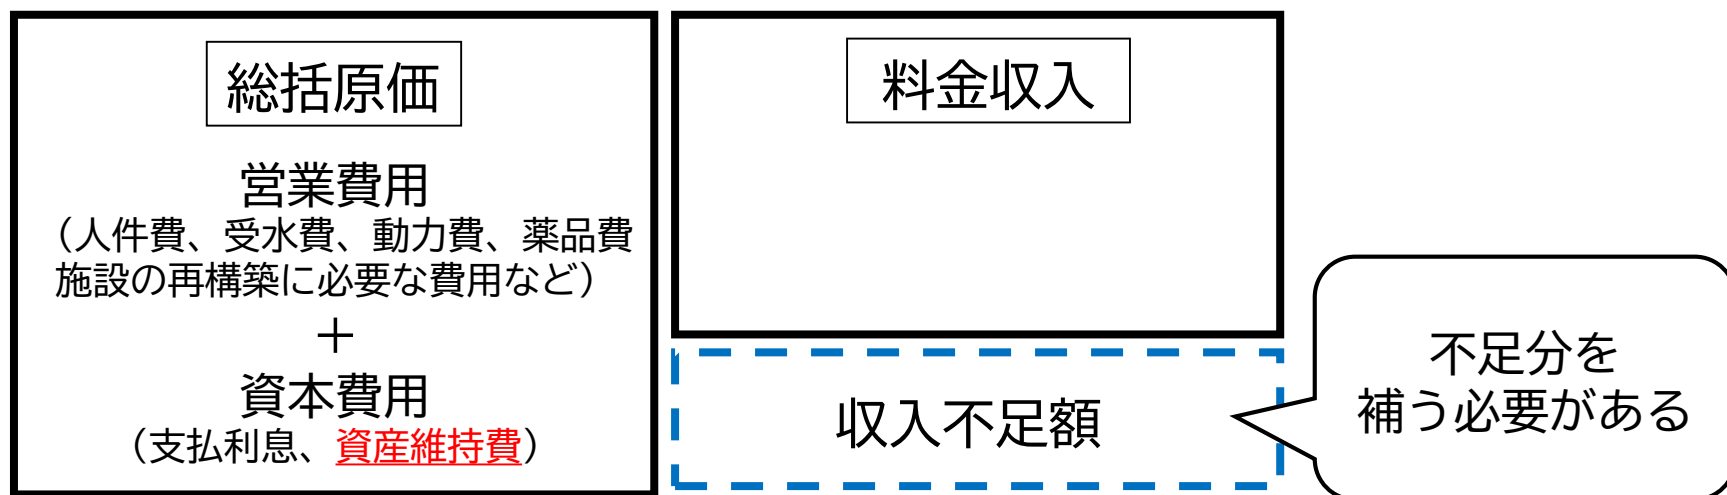 総括原価
営業費用
（人件費、受水費、動力費、薬品費
施設の再構築に必要な費用など）
＋
資本費用
（支払利息、資産維持費）
料金収入
収入不足額
不足分を
補う必要がある